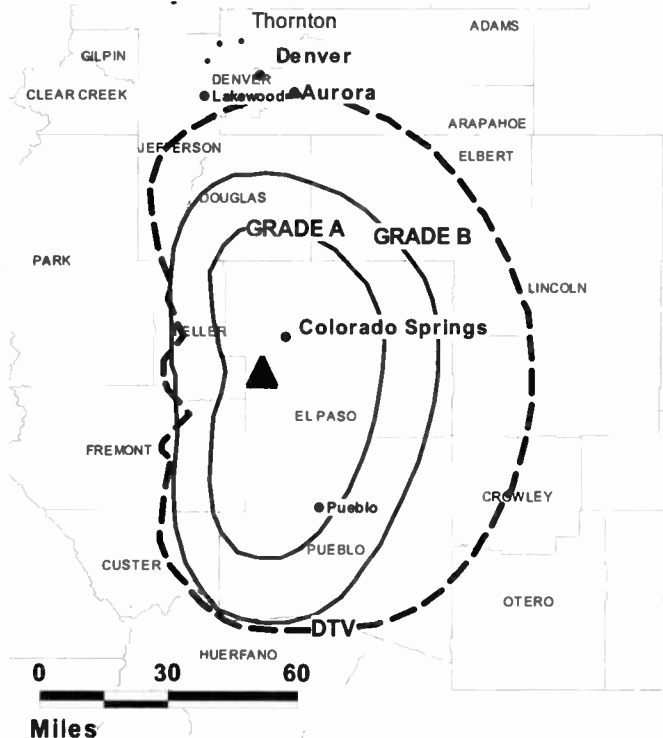 Thornton
ADAMS
GILPIN
Denver
DENVER
CLEAR CREEK
Lakewood
Aurora
ARAPAHOE
JEFFERSON
ELBERT
DOUGLAS
GRADE A
GRADE B
PARK
LINCOLN
ELLER
Colorado Springs
EL PASO
FREMONT
CROWLEY
Pueblo
PUEBLO
CUSTER
OTERO
DTV
HUERFANO
0 30 60
Miles